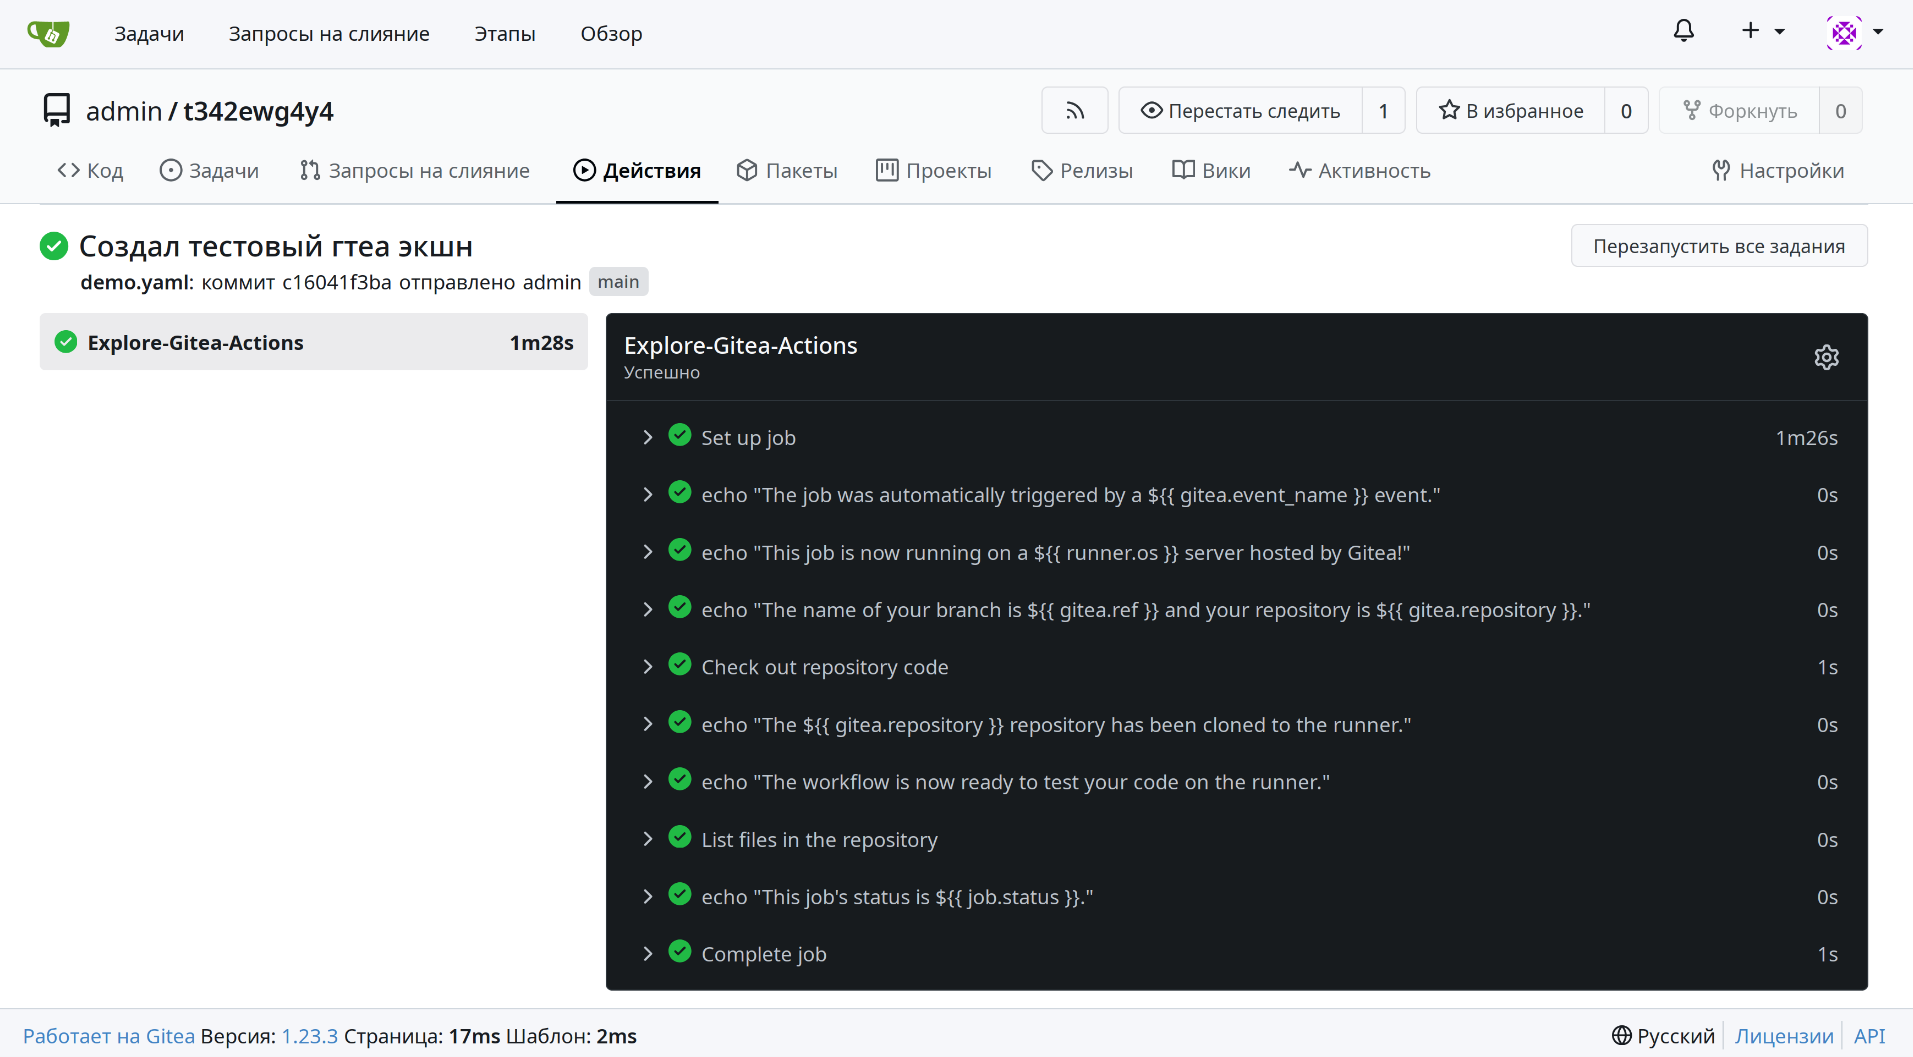 Задачи Запросы на слияние Этапы Обзор
admin / t342ewg4y4 Перестать следить 1 В избранное 0 Форкнуть 0
Код Задачи Запросы на слияние Действия Пакеты Проекты Релизы Вики Активность Настройки
Создал тестовый гтеа экшн Перезапустить все задания
demo.yaml: коммит c16041f3ba отправлено admin main
Explore-Gitea-Actions 1m28s
Explore-Gitea-Actions
Успешно
Set up job 1m26s
echo "The job was automatically triggered by a ${{ gitea.event_name }} event." 0s
echo "This job is now running on a ${{ runner.os }} server hosted by Gitea!" 0s
echo "The name of your branch is ${{ gitea.ref }} and your repository is ${{ gitea.repository }}." 0s
Check out repository code 1s
echo "The ${{ gitea.repository }} repository has been cloned to the runner." 0s
echo "The workflow is now ready to test your code on the runner." 0s
List files in the repository 0s
echo "This job's status is ${{ job.status }}." 0s
Complete job 1s
Работает на Gitea Версия: 1.23.3 Страница: 17ms Шаблон: 2ms Русский Лицензии API